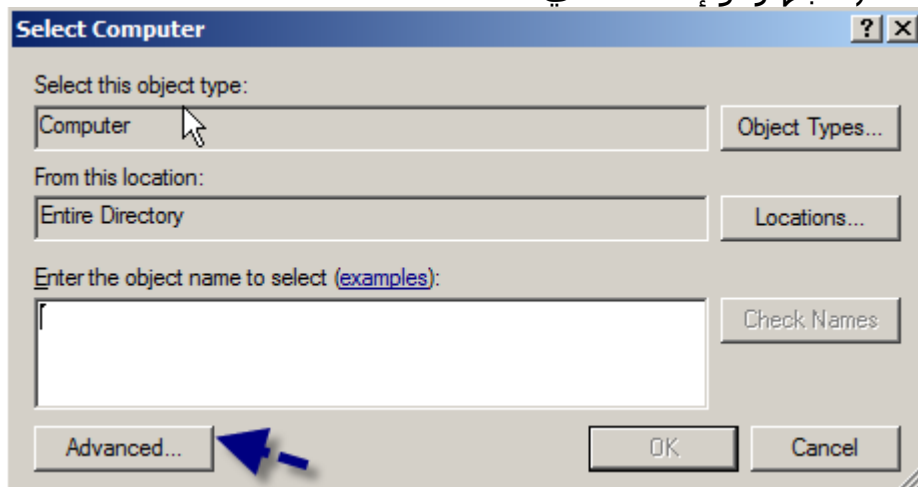 Select Computer
Select this object type:
Computer
Object Types...
From this location:
Entire Directory
Locations...
Enter the object name to select (examples):
Check Names
Advanced...
OK
Cancel